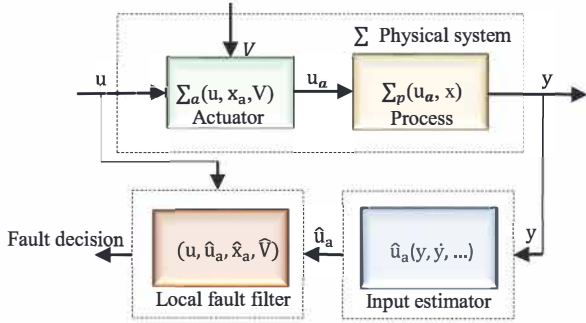 V
∑ Physical system
u
∑ₐ(u, xₐ,V)
Actuator
uₐ
∑ₚ(uₐ, x)
Process
y
Fault decision
(u, ûₐ, x̂ₐ, V̂)
Local fault filter
ûₐ
ûₐ(y, ẏ, ...)
Input estimator
y